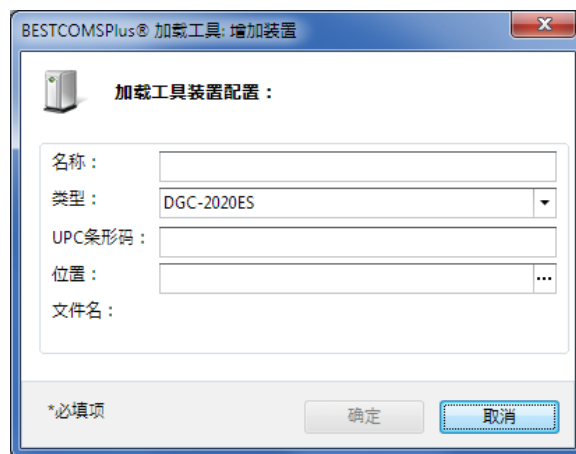 BESTCOMSPlus® 加载工具: 增加装置
加载工具装置配置：
名称：
类型： DGC-2020ES
UPC条形码：
位置： ...
文件名：
*必填项 确定 取消